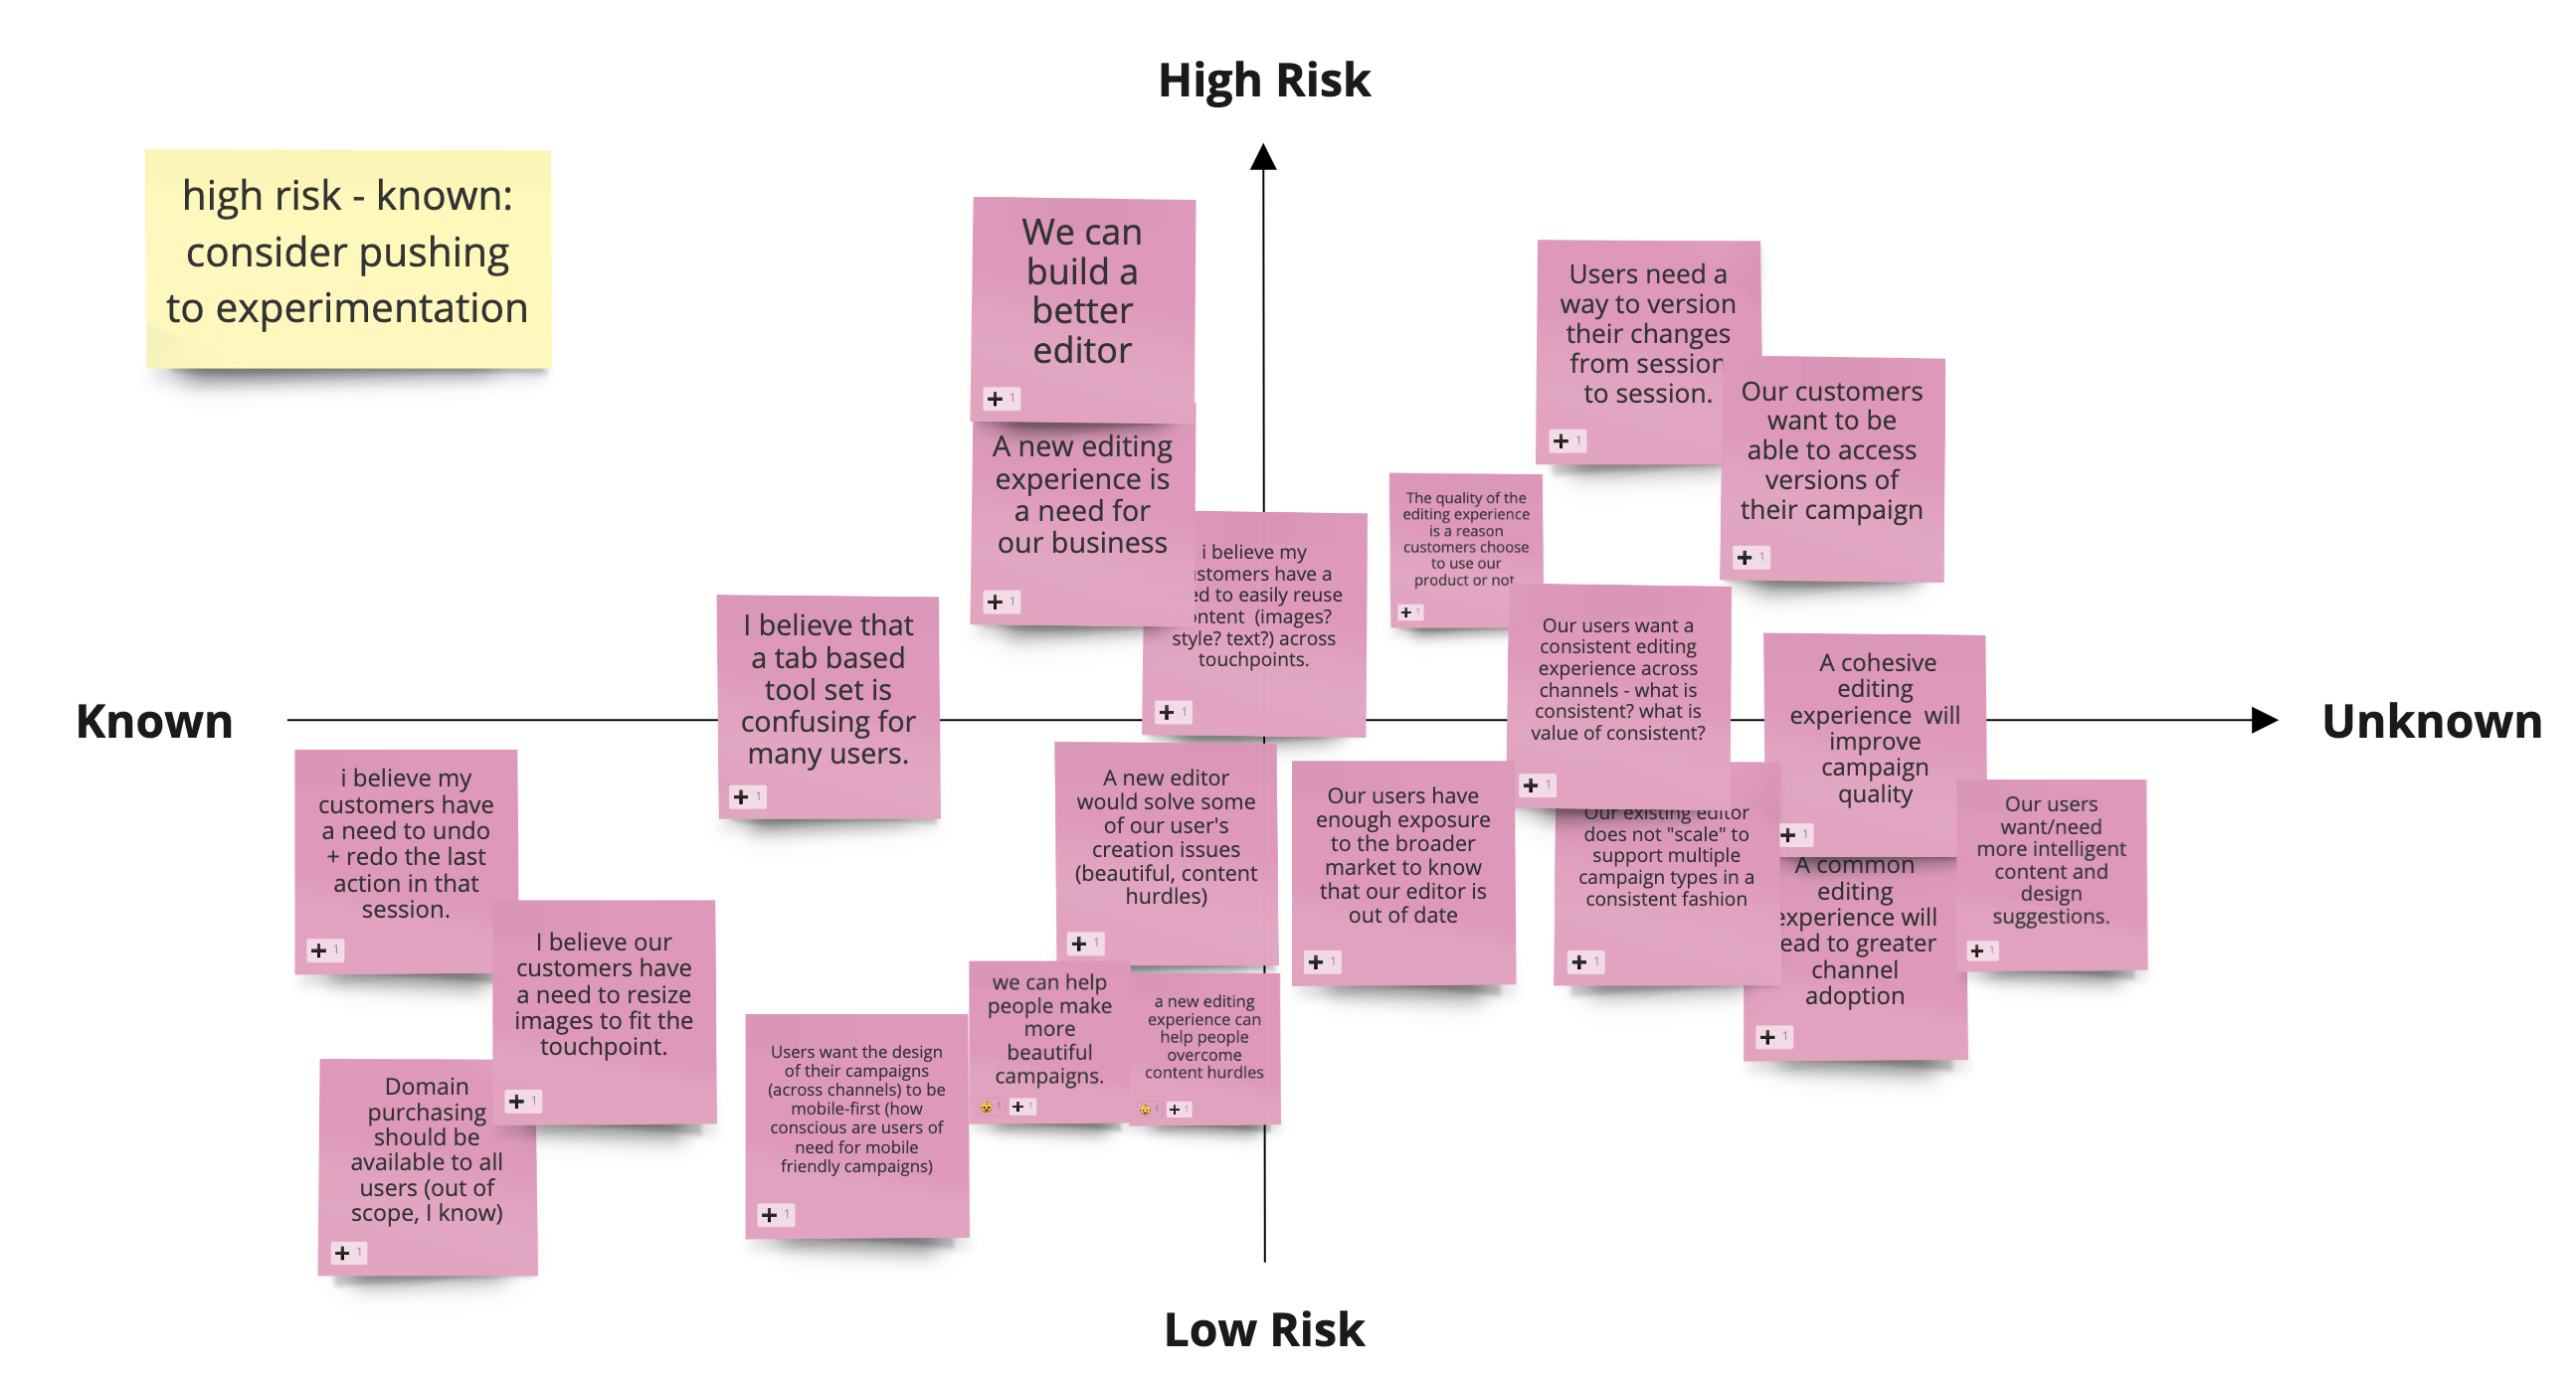 High Risk
high risk - known:
consider pushing
to experimentation
We can
build a
better
editor
1
Users need a
way to version
their changes
from session
to session.
1
Our customers
want to be
able to access
versions of
their campaign
1
A new editing
experience is
a need for
our business
1
The quality of the
editing experience
is a reason
customers choose
to use our
product or not
1
i believe my
have a
to easily reuse
(images?
style? text?) across
touchpoints.
1
Known
Unknown
I believe that
a tab based
tool set is
confusing for
many users.
1
Our users want a
consistent editing
experience across
channels - what is
consistent? what is
value of consistent?
1
A cohesive
editing
experience will
improve
campaign
quality
1
i believe my
customers have
a need to undo
+ redo the last
action in that
session.
1
A new editor
would solve some
of our user's
creation issues
(beautiful, content
hurdles)
1
Our users have
enough exposure
to the broader
market to know
that our editor is
out of date
1
Our existing editor
does not "scale" to
support multiple
campaign types in a
consistent fashion
1
Our users
want/need
more intelligent
content and
design
suggestions.
1
A common
editing
experience will
to greater
channel
adoption
1
I believe our
customers have
a need to resize
images to fit the
touchpoint.
1
we can help
people make
more
beautiful
campaigns.
1 1
a new editing
experience can
help people
overcome
content hurdles
1 1
Users want the design
of their campaigns
(across channels) to be
mobile-first (how
conscious are users of
need for mobile
friendly campaigns)
1
Domain
purchasing
should be
available to all
users (out of
scope, I know)
1
Low Risk